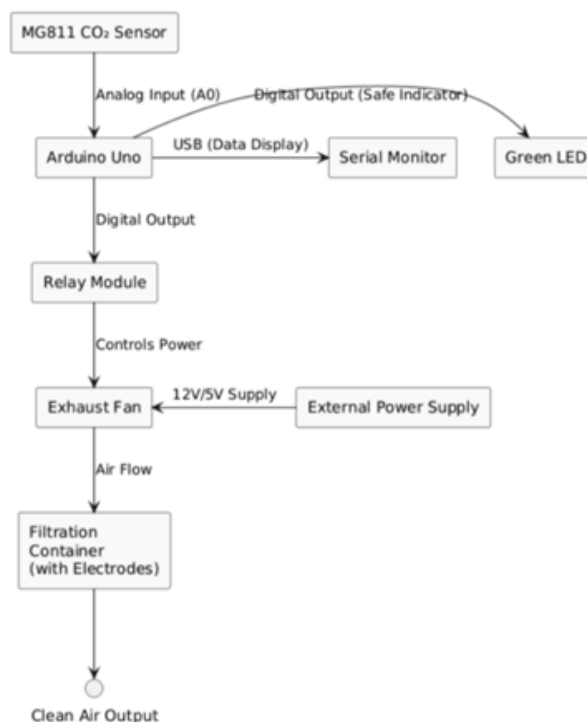 MG811 CO₂ Sensor
Analog Input (A0)
Digital Output (Safe Indicator)
Arduino Uno
USB (Data Display)
Serial Monitor
Green LED
Digital Output
Relay Module
Controls Power
Exhaust Fan
12V/5V Supply
External Power Supply
Air Flow
Filtration
Container
(with Electrodes)
Clean Air Output